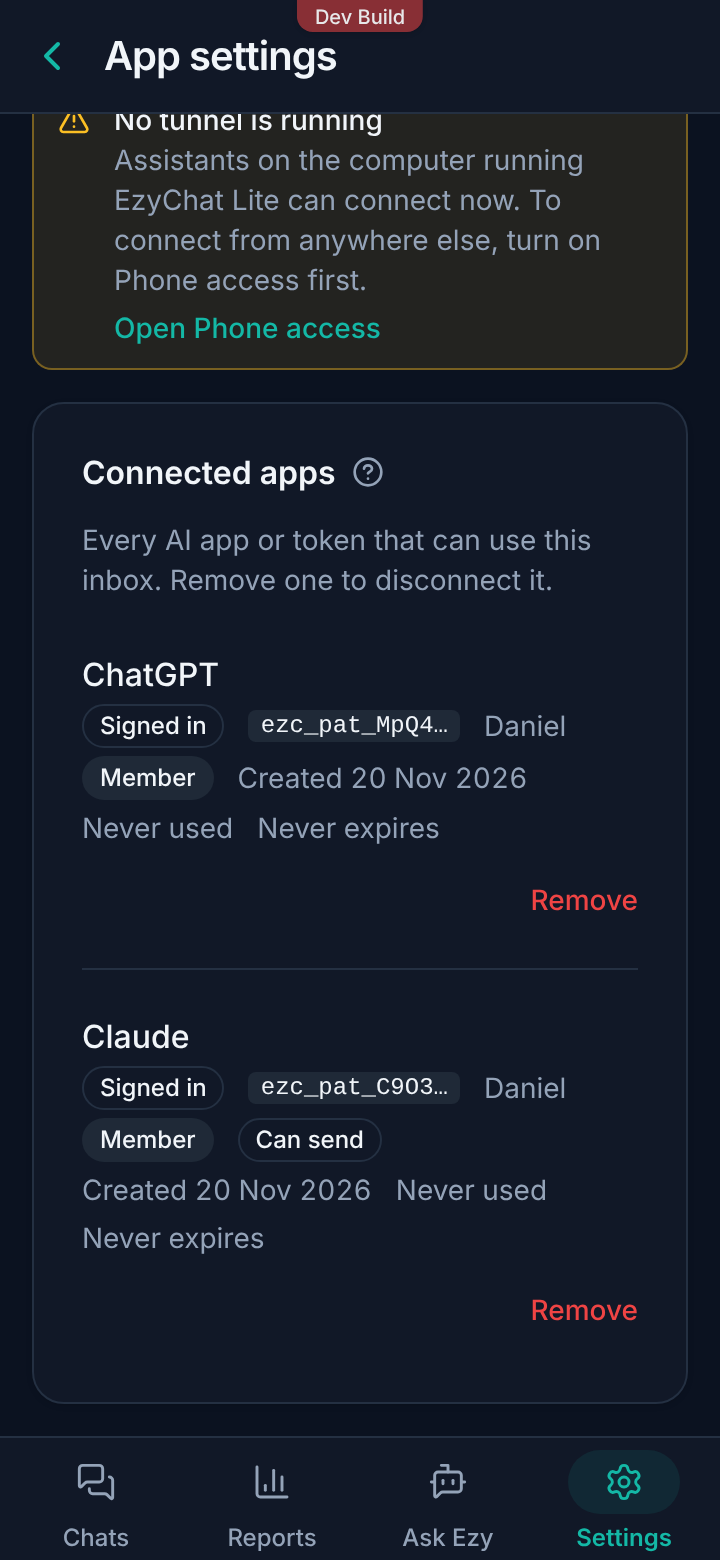 Dev Build
App settings
No tunnel is running
Assistants on the computer running
EzyChat Lite can connect now. To
connect from anywhere else, turn on
Phone access first.
Open Phone access
Connected apps
Every AI app or token that can use this
inbox. Remove one to disconnect it.
ChatGPT
Signed in ezc_pat_MpQ4… Daniel
Member Created 20 Nov 2026
Never used Never expires
Remove
Claude
Signed in ezc_pat_C9O3… Daniel
Member Can send
Created 20 Nov 2026 Never used
Never expires
Remove
Chats Reports Ask Ezy Settings